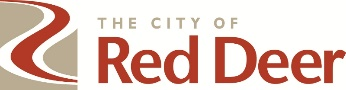 THE CITY OF
Red Deer